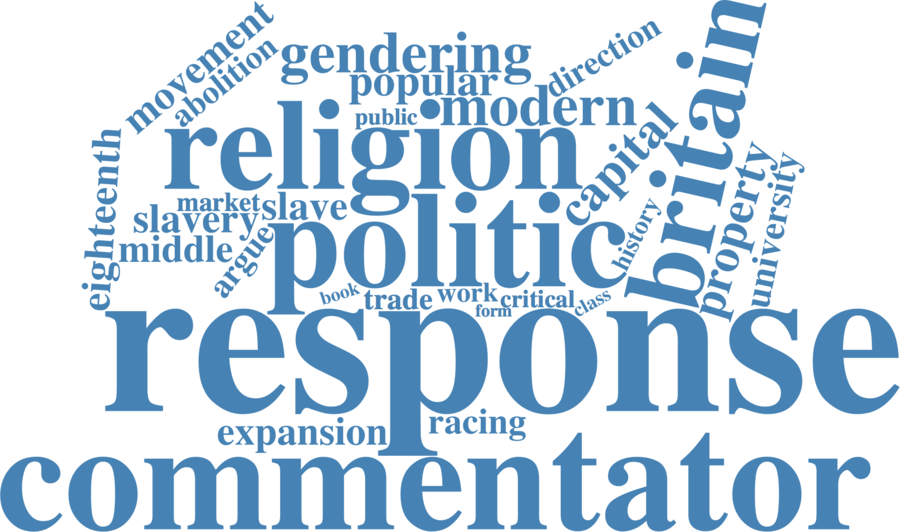 movement
abolition
gendering
popular
direction
britain
public
modern
religion
capital
eighteenth
market
slavery
slave
middle
argue
politic
history
property
university
book
trade
work
form
critical
class
response
expansion
racing
commentator